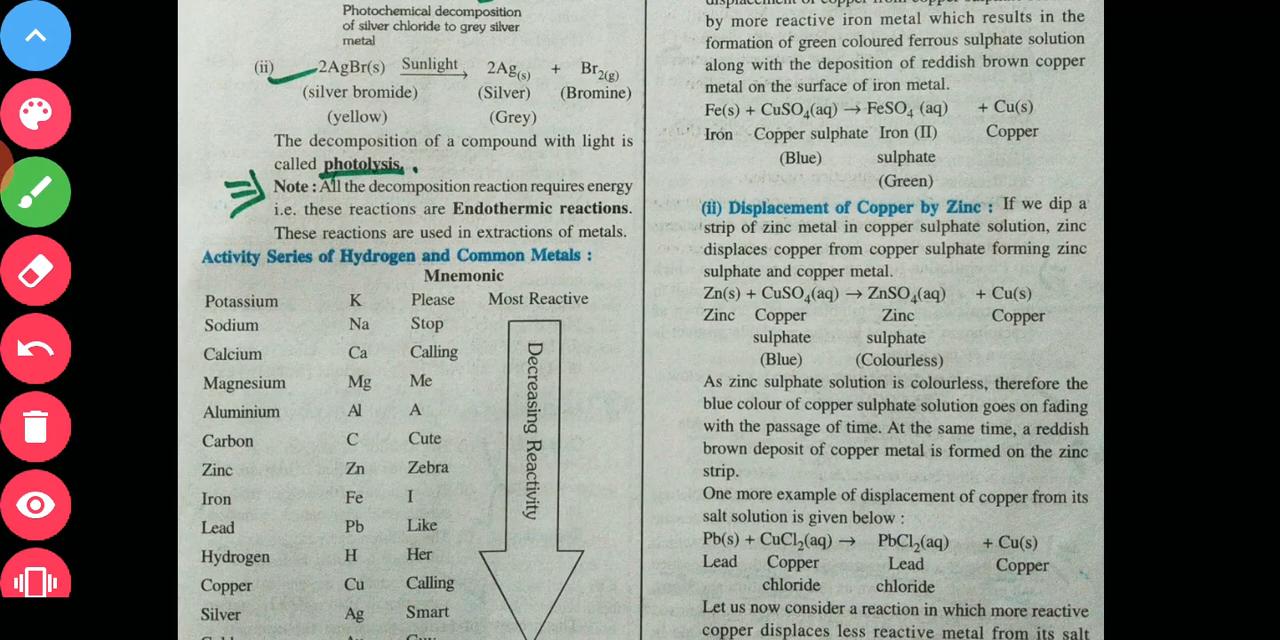 Photochemical decomposition
of silver chloride to grey silver
metal
(ii) 2AgBr(s) Sunlight → 2Ag(s) + Br2(g)
(silver bromide) (Silver) (Bromine)
(yellow) (Grey)
The decomposition of a compound with light is
called photolysis.
Note : All the decomposition reaction requires energy
i.e. these reactions are Endothermic reactions.
These reactions are used in extractions of metals.
Activity Series of Hydrogen and Common Metals :
Mnemonic
Potassium K Please Most Reactive
Sodium Na Stop
Calcium Ca Calling
Magnesium Mg Me
Aluminium Al A
Carbon C Cute
Zinc Zn Zebra
Iron Fe I
Lead Pb Like
Hydrogen H Her
Copper Cu Calling
Silver Ag Smart
Decreasing Reactivity
displacement of copper from copper
by more reactive iron metal which results in the
formation of green coloured ferrous sulphate solution
along with the deposition of reddish brown copper
metal on the surface of iron metal.
Fe(s) + CuSO4(aq) → FeSO4 (aq) + Cu(s)
Iron Copper sulphate Iron (II) Copper
(Blue) sulphate
(Green)
(ii) Displacement of Copper by Zinc : If we dip a
strip of zinc metal in copper sulphate solution, zinc
displaces copper from copper sulphate forming zinc
sulphate and copper metal.
Zn(s) + CuSO4(aq) → ZnSO4(aq) + Cu(s)
Zinc Copper Zinc Copper
sulphate sulphate
(Blue) (Colourless)
As zinc sulphate solution is colourless, therefore the
blue colour of copper sulphate solution goes on fading
with the passage of time. At the same time, a reddish
brown deposit of copper metal is formed on the zinc
strip.
One more example of displacement of copper from its
salt solution is given below :
Pb(s) + CuCl2(aq) → PbCl2(aq) + Cu(s)
Lead Copper Lead Copper
chloride chloride
Let us now consider a reaction in which more reactive
copper displaces less reactive metal from its salt